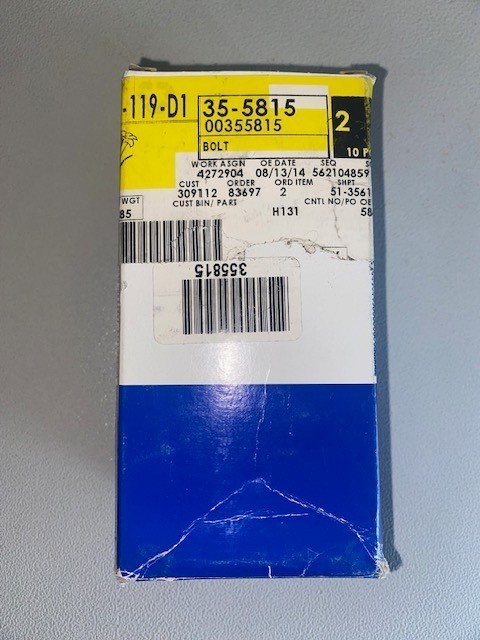 -119-D1 35-5815 2
00355815
BOLT 10 P
WORK ASGN OE DATE SEQ
4272904 08/13/14 562104859
CUST ORDER ORD ITEM SHPT
309112 83697 2 51-3561
WGT CUST BIN/ PART CNTL NO/PO OE
85 H131 58
355815